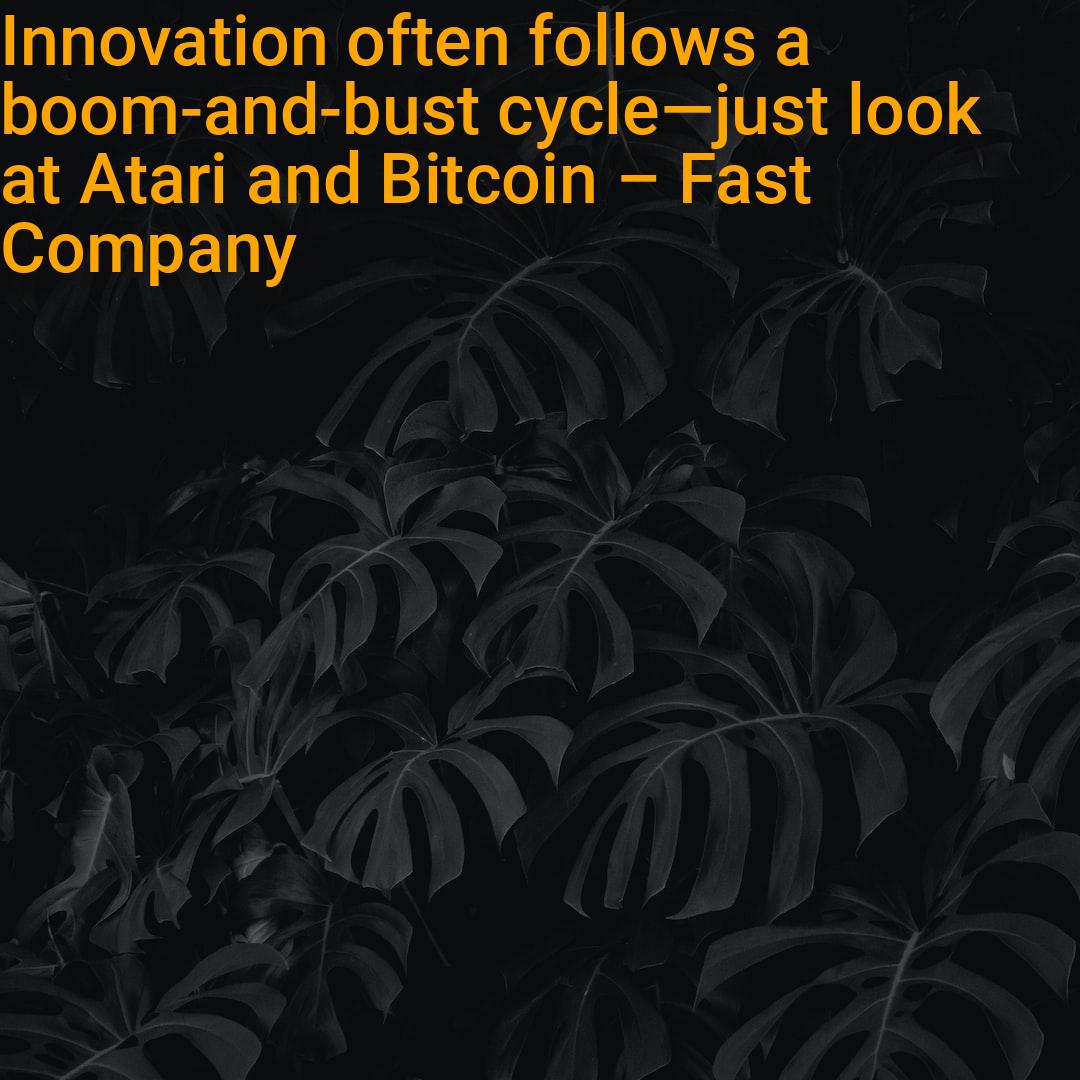 Innovation often follows a
boom-and-bust cycle—just look
at Atari and Bitcoin – Fast
Company